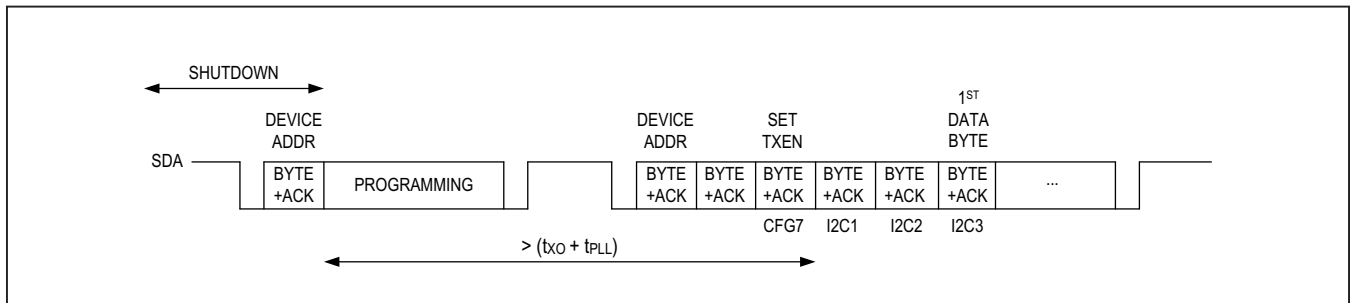 SHUTDOWN
1ST
DEVICE DEVICE SET DATA
ADDR ADDR TXEN BYTE
SDA
BYTE PROGRAMMING BYTE BYTE BYTE BYTE BYTE BYTE ...
+ACK +ACK +ACK +ACK +ACK +ACK +ACK
CFG7 I2C1 I2C2 I2C3
> (tXO + tPLL)